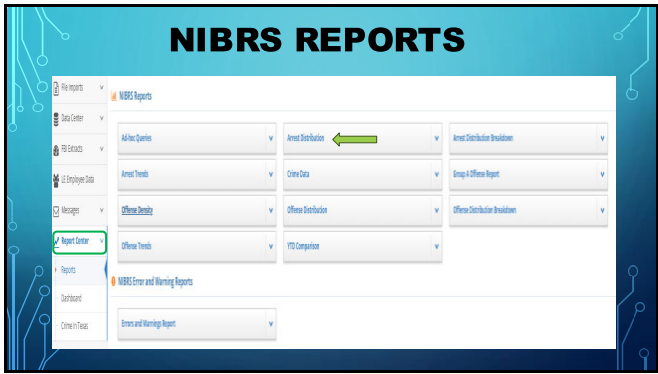 NIBRS REPORTS
File Imports
Data Center
FBI Extracts
LE Employee Data
Messages
Report Center
Reports
Dashboard
Crime In Texas
NIBRS Reports
Ad-hoc Queries
Arrest Distribution
Arrest Distribution Breakdown
Arrest Trends
Crime Data
Group A Offense Report
Offense Density
Offense Distribution
Offense Distribution Breakdown
Offense Trends
YTD Comparison
NIBRS Error and Warning Reports
Errors and Warnings Report